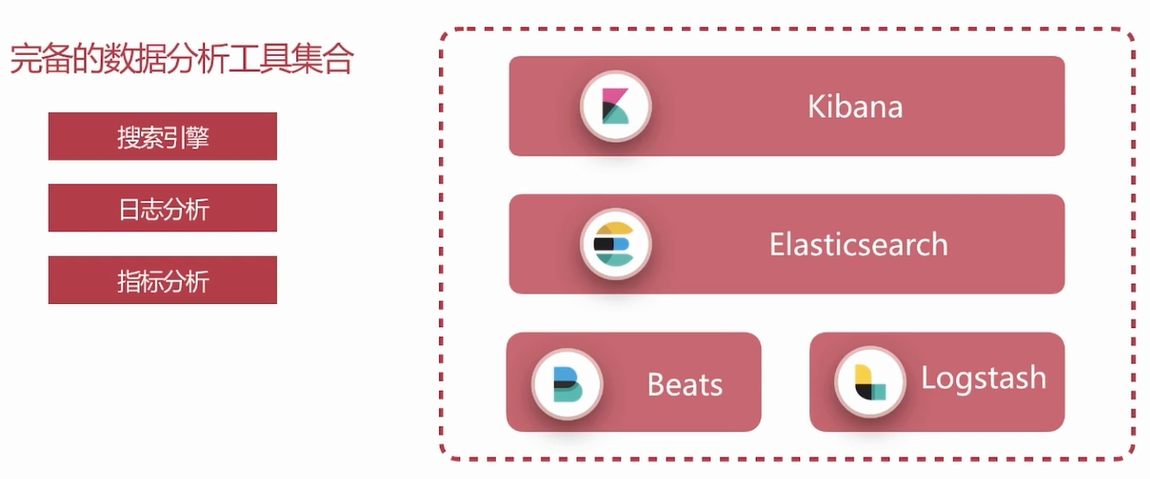 完备的数据分析工具集合
搜索引擎
日志分析
指标分析
Kibana
Elasticsearch
Beats
Logstash